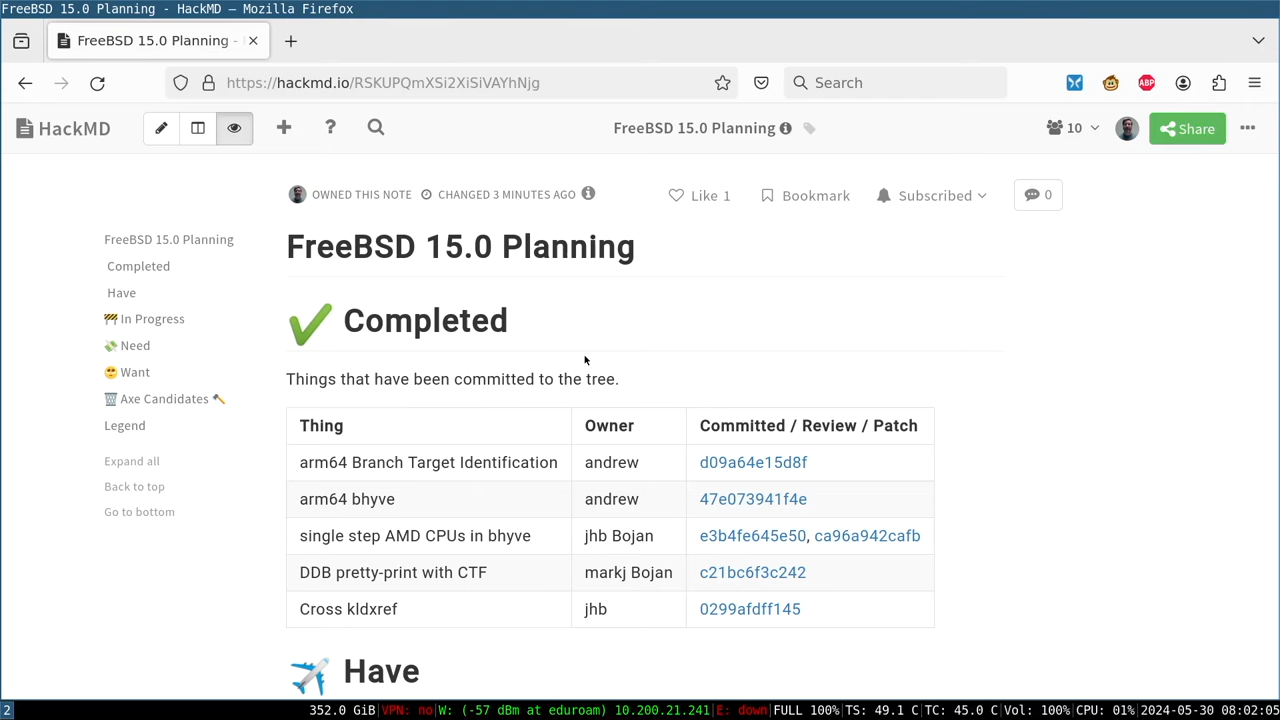 FreeBSD 15.0 Planning - HackMD — Mozilla Firefox
FreeBSD 15.0 Planning -
https://hackmd.io/RSKUPOmXSi2XiSiVAYhNjg
Search
ABP
HackMD
FreeBSD 15.0 Planning
10
Share
OWNED THIS NOTE CHANGED 3 MINUTES AGO
Like 1
Bookmark
Subscribed
0
FreeBSD 15.0 Planning
Completed
Have
🚧 In Progress
💸 Need
🥺 Want
🗑️ Axe Candidates 🔨
Legend
Expand all
Back to top
Go to bottom
FreeBSD 15.0 Planning
✔️ Completed
Things that have been committed to the tree.
Thing Owner Committed / Review / Patch
arm64 Branch Target Identification andrew d09a64e15d8f
arm64 bhyve andrew 47e073941f4e
single step AMD CPUs in bhyve jhb Bojan e3b4fe645e50, ca96a942cafb
DDB pretty-print with CTF markj Bojan c21bc6f3c242
Cross kldxref jhb 0299afdff145
✈️ Have
2 352.0 GiB|VPN: no|W: (-57 dBm at eduroam) 10.200.21.241|E: down|FULL 100%|TS: 49.1 C|TC: 45.0 C|Vol: 100%|CPU: 01%|2024-05-30 08:02:05